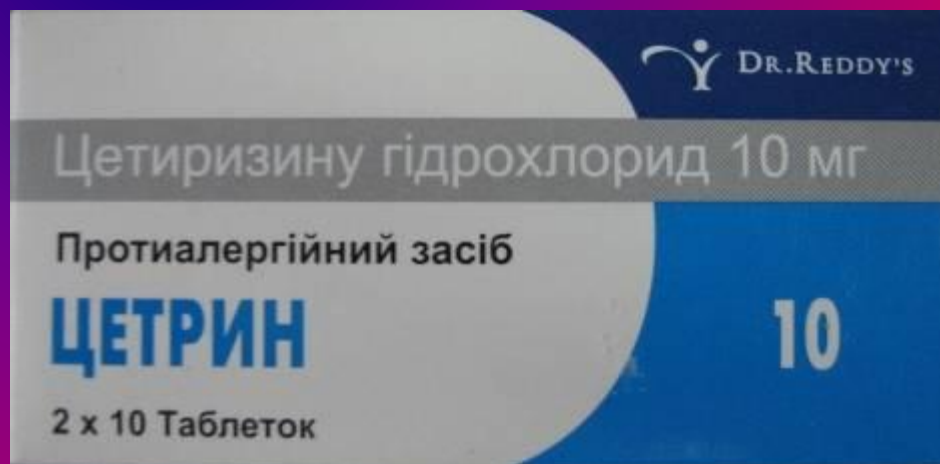 DR.REDDY'S
Цетиризину гідрохлорид 10 мг
Протиалергійний засіб
ЦЕТРИН 10
2 x 10 Таблеток